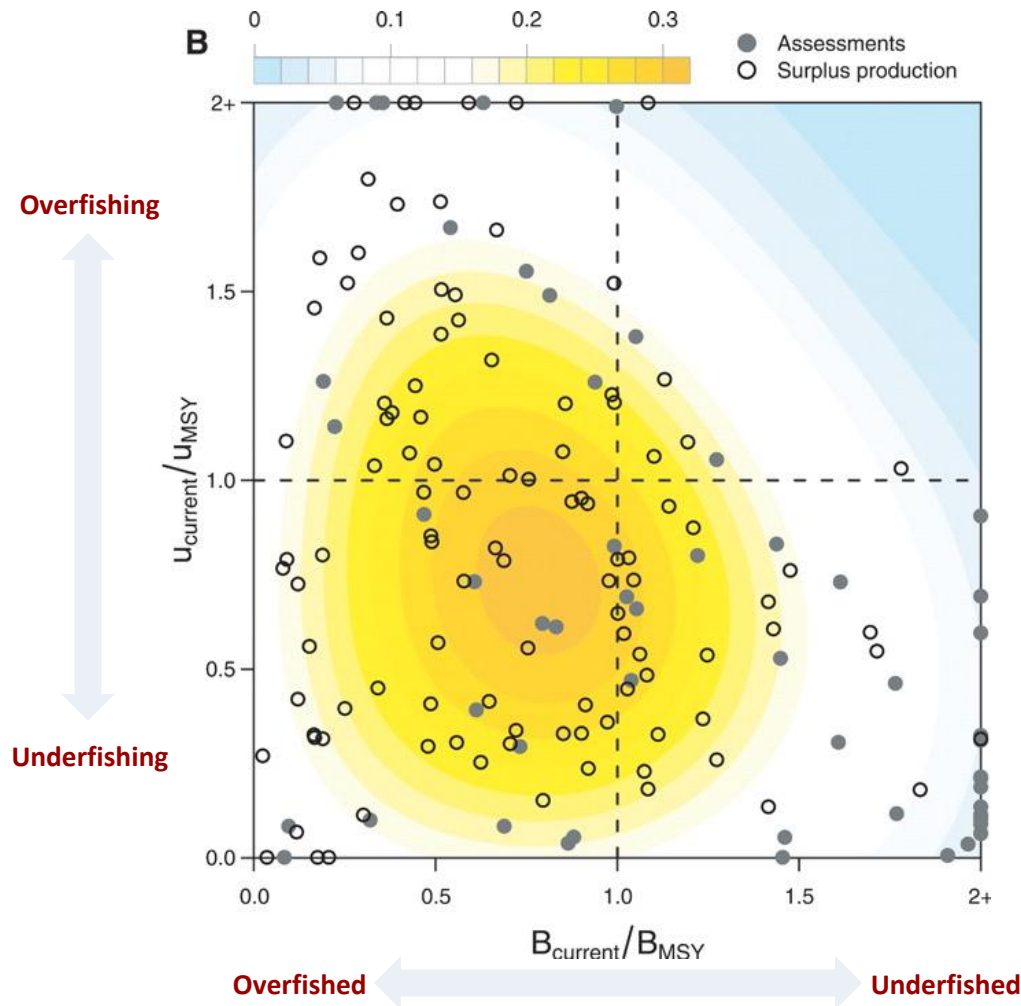 0 0.1 0.2 0.3
B
Assessments
Surplus production
2+
Overfishing
1.5
u_current/u_MSY
1.0
0.5
Underfishing
0.0
0.0 0.5 1.0 1.5 2+
B_current/B_MSY
Overfished Underfished